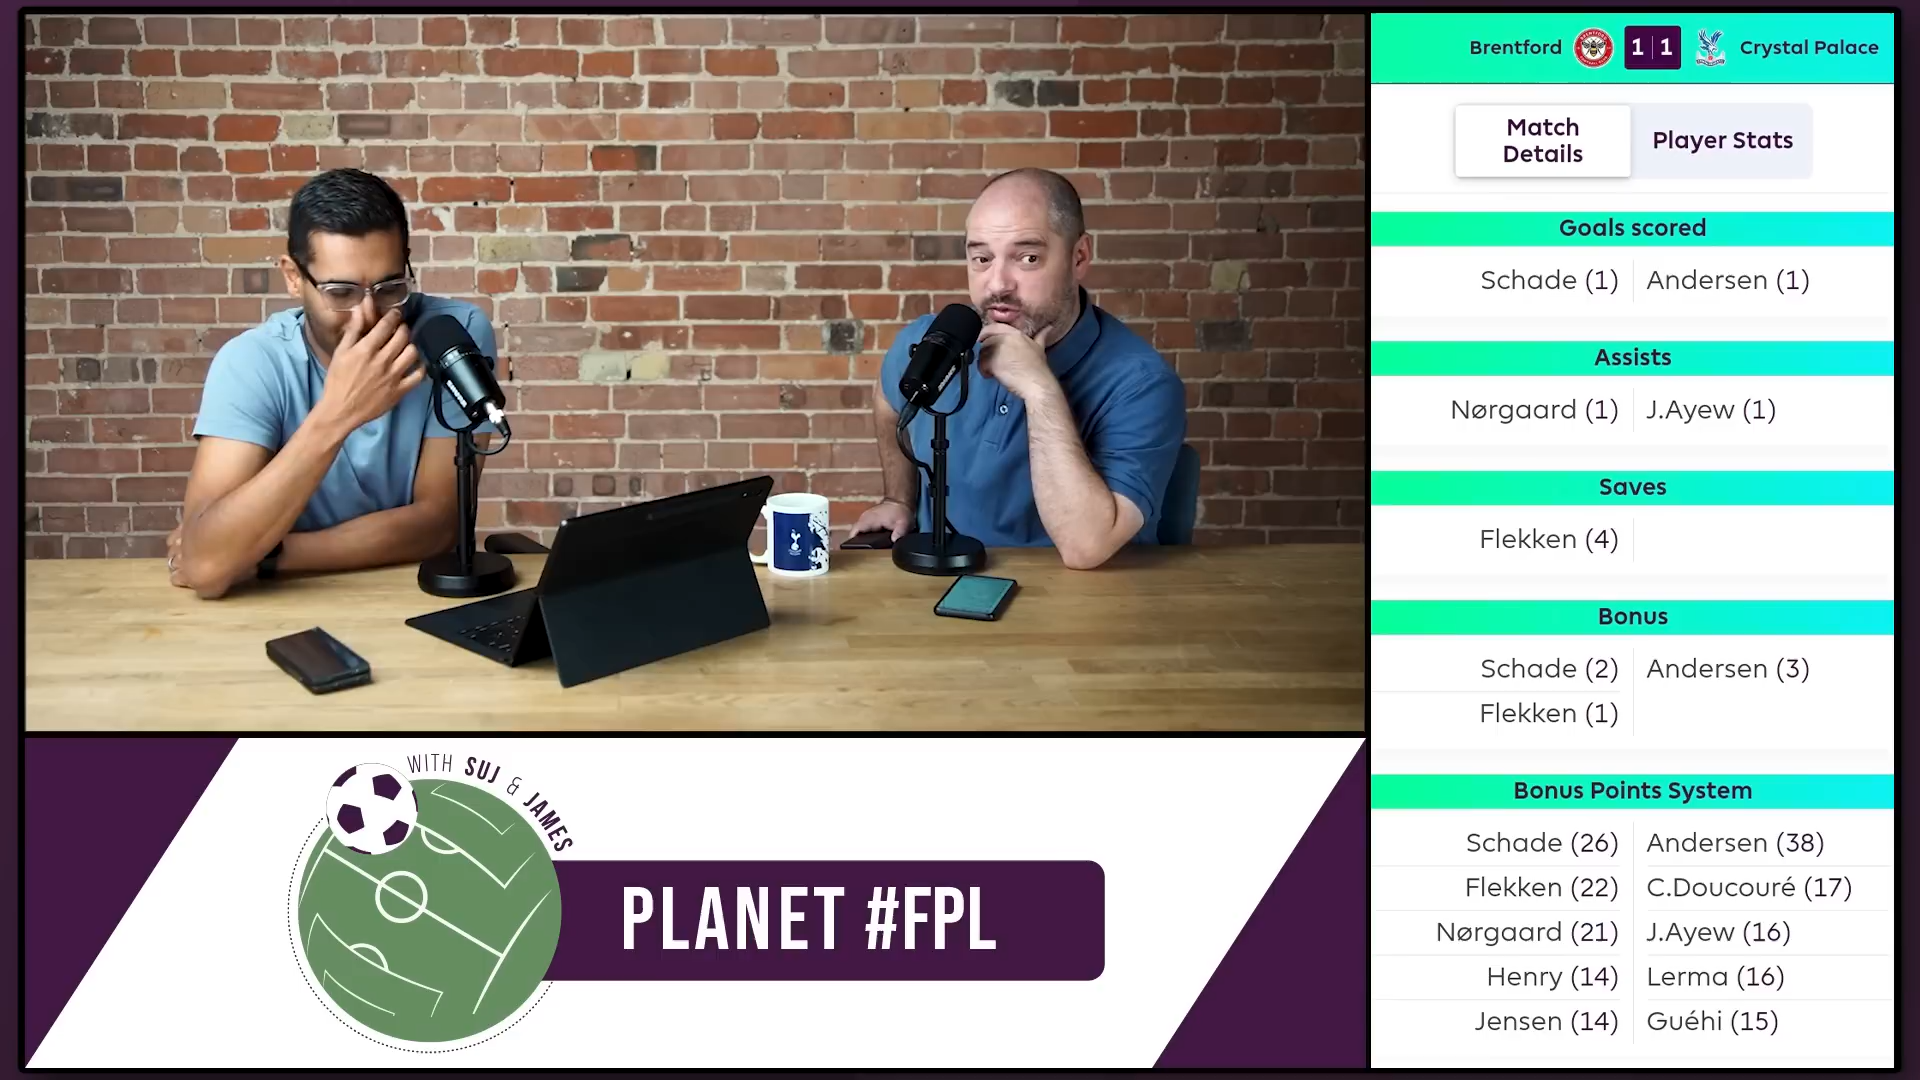 Brentford 1 | 1 Crystal Palace
Match
Details
Player Stats
Goals scored
Schade (1) Andersen (1)
Assists
Nørgaard (1) J.Ayew (1)
Saves
Flekken (4)
Bonus
Schade (2) Andersen (3)
Flekken (1)
Bonus Points System
Schade (26) Andersen (38)
Flekken (22) C.Doucouré (17)
Nørgaard (21) J.Ayew (16)
Henry (14) Lerma (16)
Jensen (14) Guéhi (15)
WITH SUJ & JAMES
PLANET #FPL